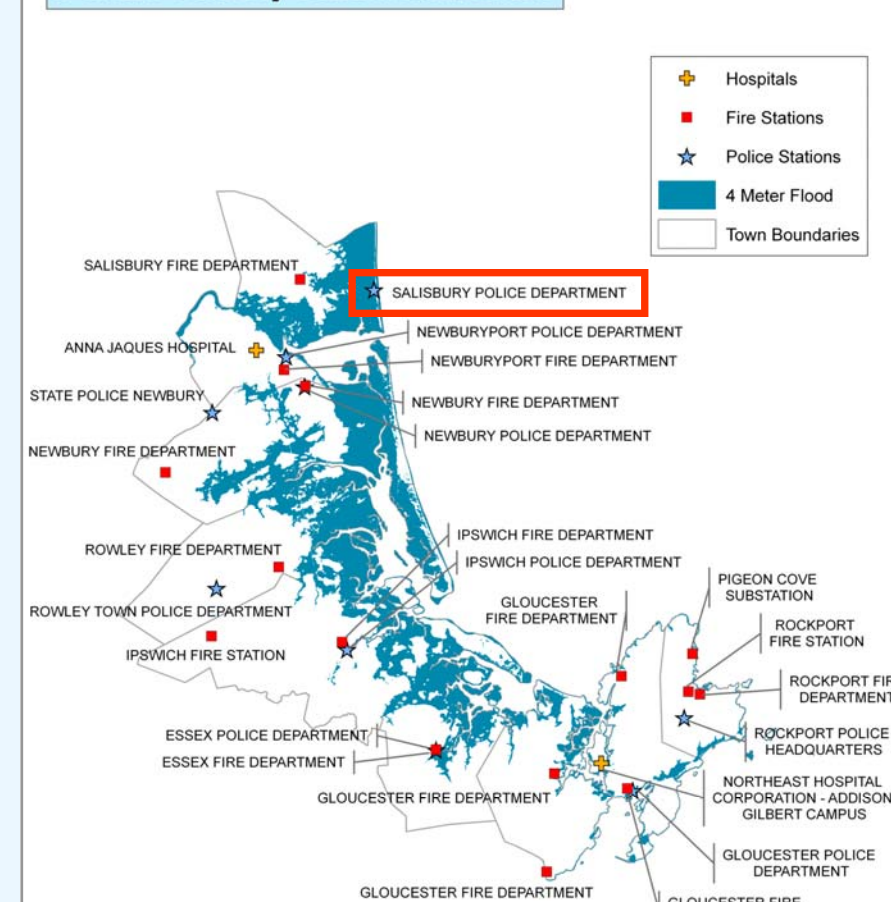 Hospitals
Fire Stations
Police Stations
4 Meter Flood
Town Boundaries
SALISBURY FIRE DEPARTMENT
SALISBURY POLICE DEPARTMENT
NEWBURYPORT POLICE DEPARTMENT
ANNA JAQUES HOSPITAL
NEWBURYPORT FIRE DEPARTMENT
STATE POLICE NEWBURY
NEWBURY FIRE DEPARTMENT
NEWBURY POLICE DEPARTMENT
NEWBURY FIRE DEPARTMENT
IPSWICH FIRE DEPARTMENT
ROWLEY FIRE DEPARTMENT
IPSWICH POLICE DEPARTMENT
PIGEON COVE
SUBSTATION
GLOUCESTER
FIRE DEPARTMENT
ROWLEY TOWN POLICE DEPARTMENT
ROCKPORT
FIRE STATION
IPSWICH FIRE STATION
ROCKPORT FIR
DEPARTMENT
ESSEX POLICE DEPARTMENT
ROCKPORT POLICE
HEADQUARTERS
ESSEX FIRE DEPARTMENT
GLOUCESTER FIRE DEPARTMENT
NORTHEAST HOSPITAL
CORPORATION - ADDISON
GILBERT CAMPUS
GLOUCESTER POLICE
DEPARTMENT
GLOUCESTER FIRE DEPARTMENT
GLOUCESTER FIRE